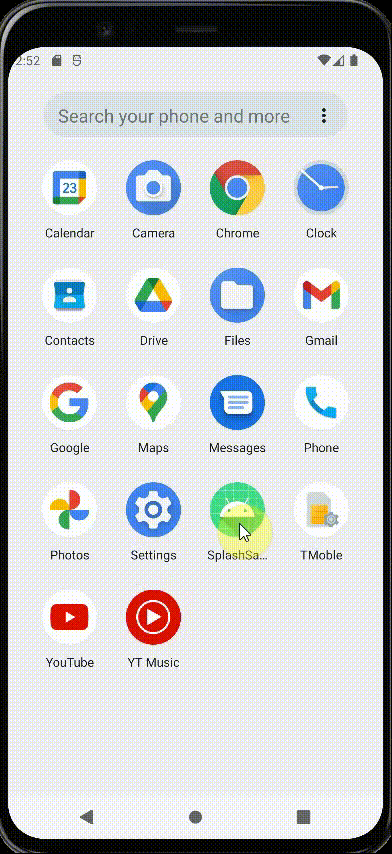 2:52
Search your phone and more
23
Calendar Camera Chrome Clock
Contacts Drive Files Gmail
Google Maps Messages Phone
Photos Settings SplashSa... TMoble
YouTube YT Music